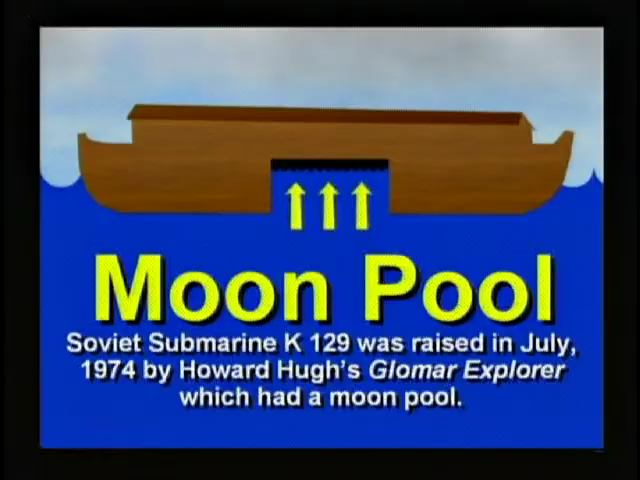 Moon Pool
Soviet Submarine K 129 was raised in July,
1974 by Howard Hugh's Glomar Explorer
which had a moon pool.